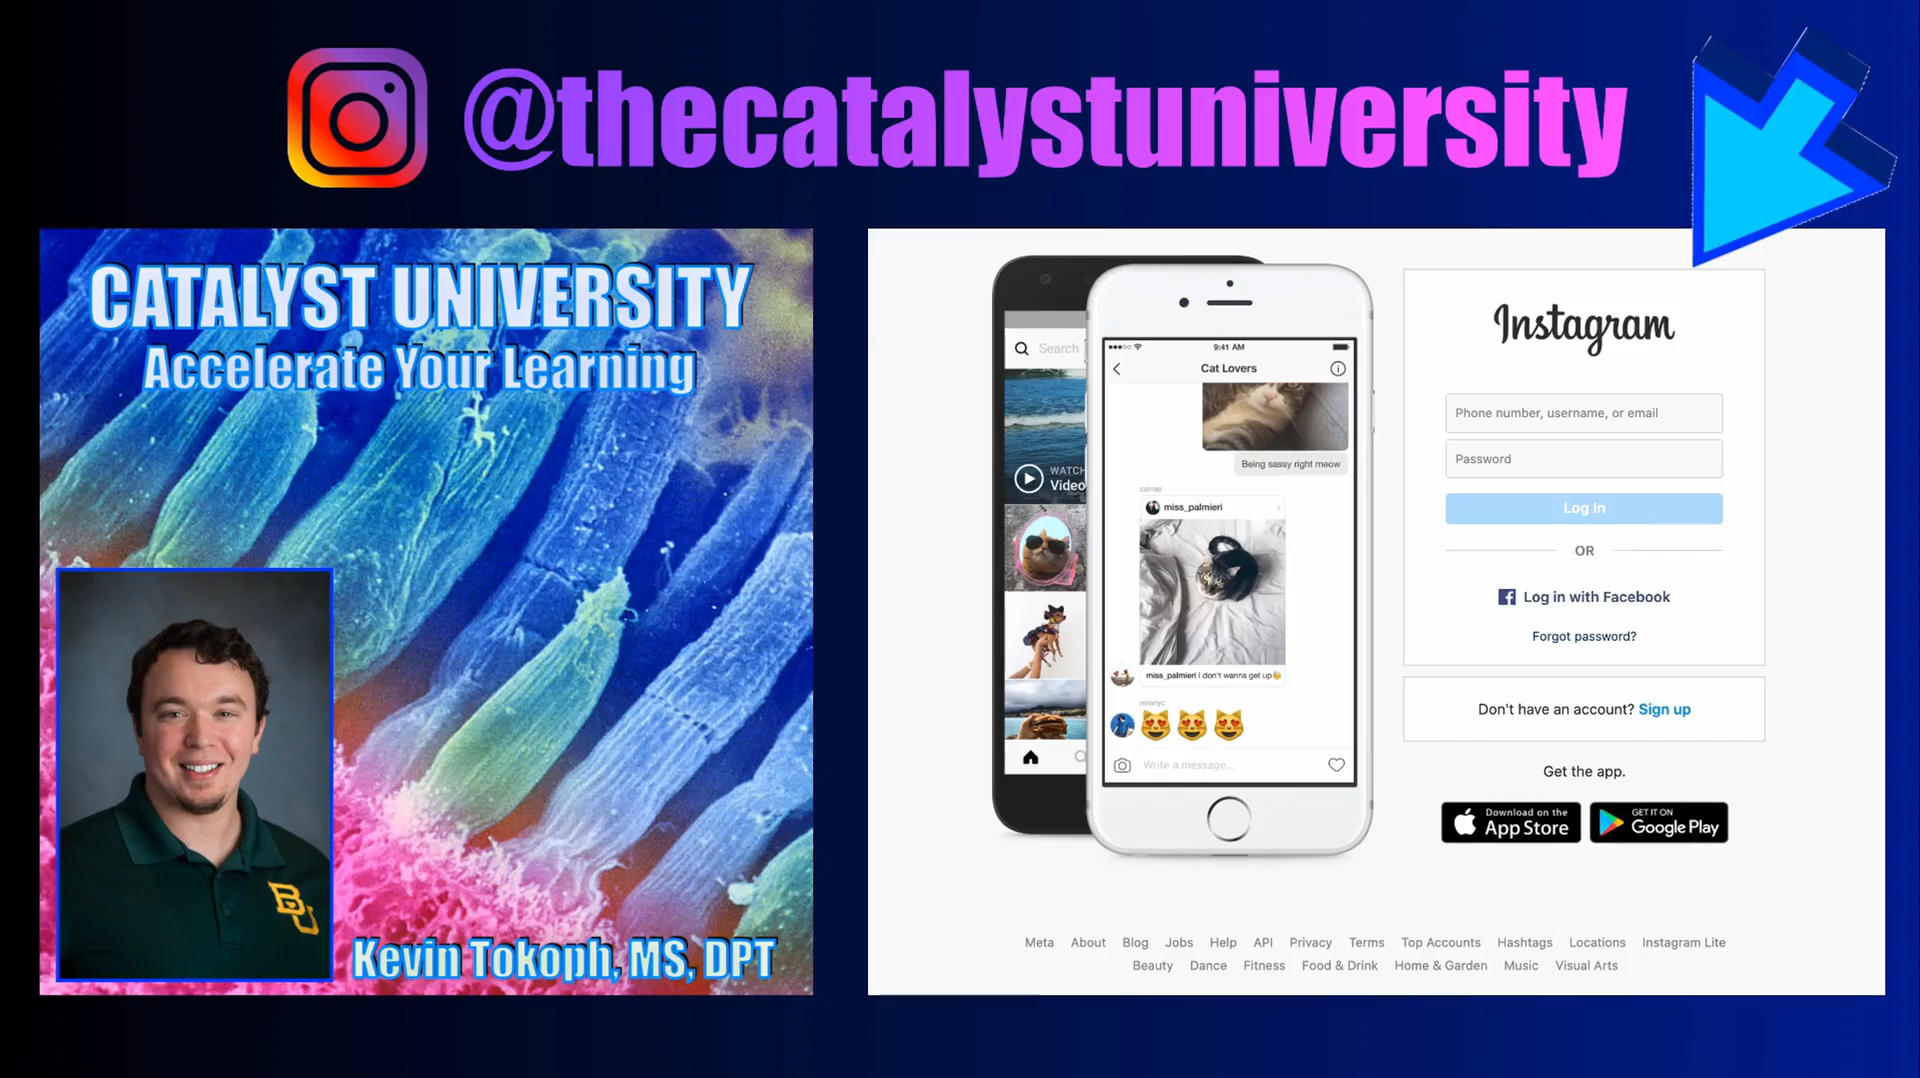 @thecatalystuniversity
CATALYST UNIVERSITY
Accelerate Your Learning
BU
Kevin Tokoph, MS, DPT
Search
WATCH
Video
9:41 AM
Cat Lovers
Being sassy right meow
catnap
miss_palmieri
miss_palmieri I don't wanna get up
ninanyc
Write a message...
Instagram
Phone number, username, or email
Password
Log In
OR
Log in with Facebook
Forgot password?
Don't have an account? Sign up
Get the app.
Download on the
App Store
GET IT ON
Google Play
Meta About Blog Jobs Help API Privacy Terms Top Accounts Hashtags Locations Instagram Lite
Beauty Dance Fitness Food & Drink Home & Garden Music Visual Arts